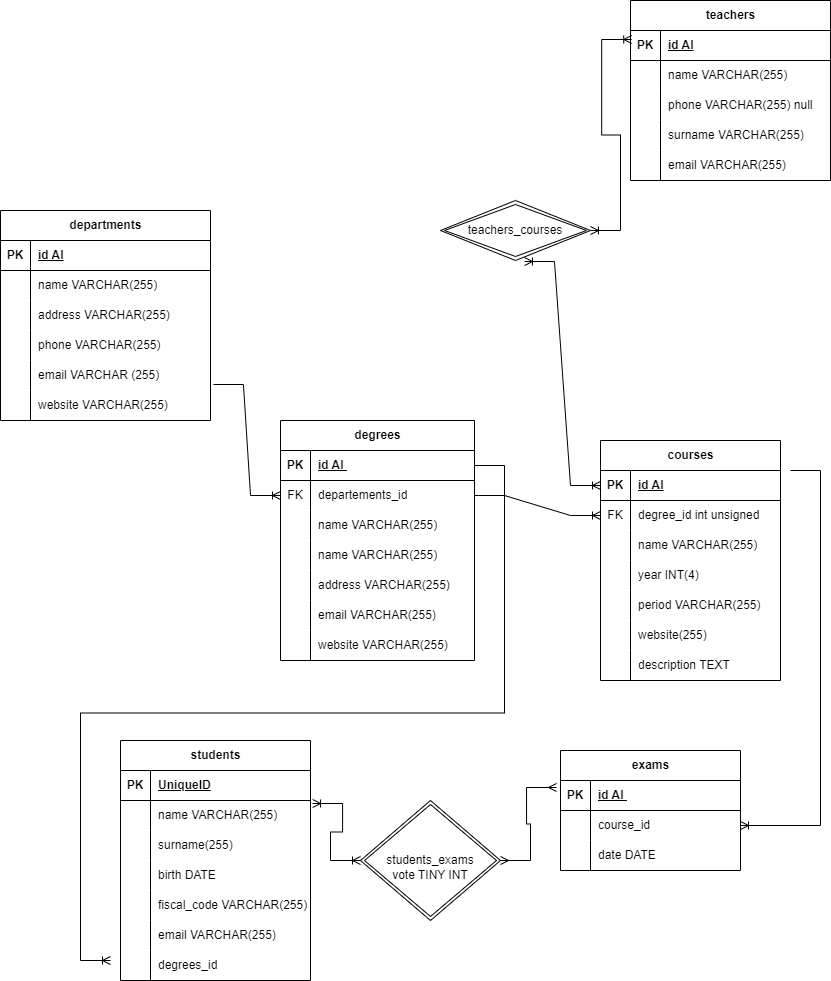 teachers
PK id AI
name VARCHAR(255)
phone VARCHAR(255) null
surname VARCHAR(255)
email VARCHAR(255)
teachers_courses
departments
PK id AI
name VARCHAR(255)
address VARCHAR(255)
phone VARCHAR(255)
email VARCHAR (255)
website VARCHAR(255)
degrees
PK id AI
FK departements_id
name VARCHAR(255)
name VARCHAR(255)
address VARCHAR(255)
email VARCHAR(255)
website VARCHAR(255)
courses
PK id AI
FK degree_id int unsigned
name VARCHAR(255)
year INT(4)
period VARCHAR(255)
website(255)
description TEXT
students
PK UniqueID
name VARCHAR(255)
surname(255)
birth DATE
fiscal_code VARCHAR(255)
email VARCHAR(255)
degrees_id
students_exams
vote TINY INT
exams
PK id AI
course_id
date DATE